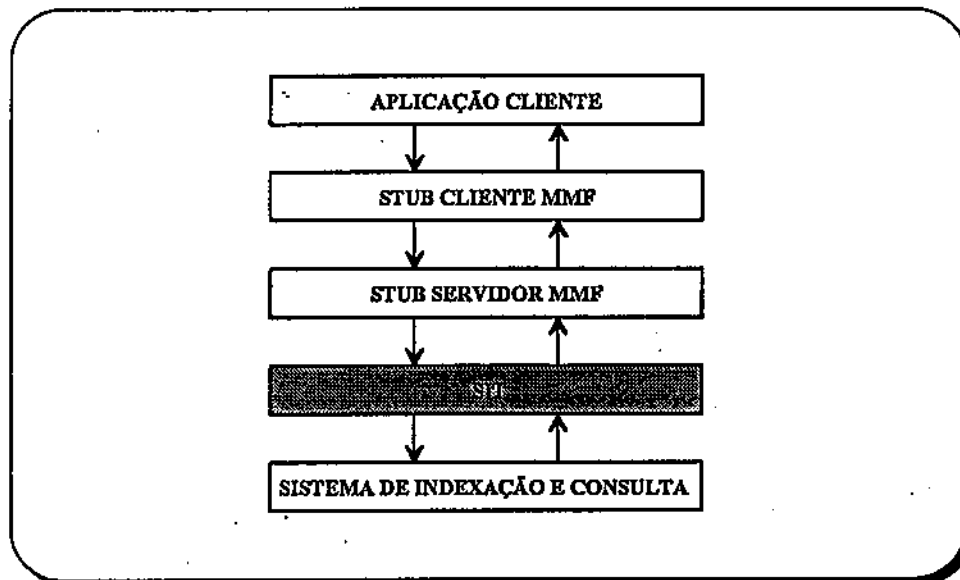 APLICAÇÃO CLIENTE
STUB CLIENTE MMF
STUB SERVIDOR MMF
SISTEMA DE INDEXAÇÃO E CONSULTA